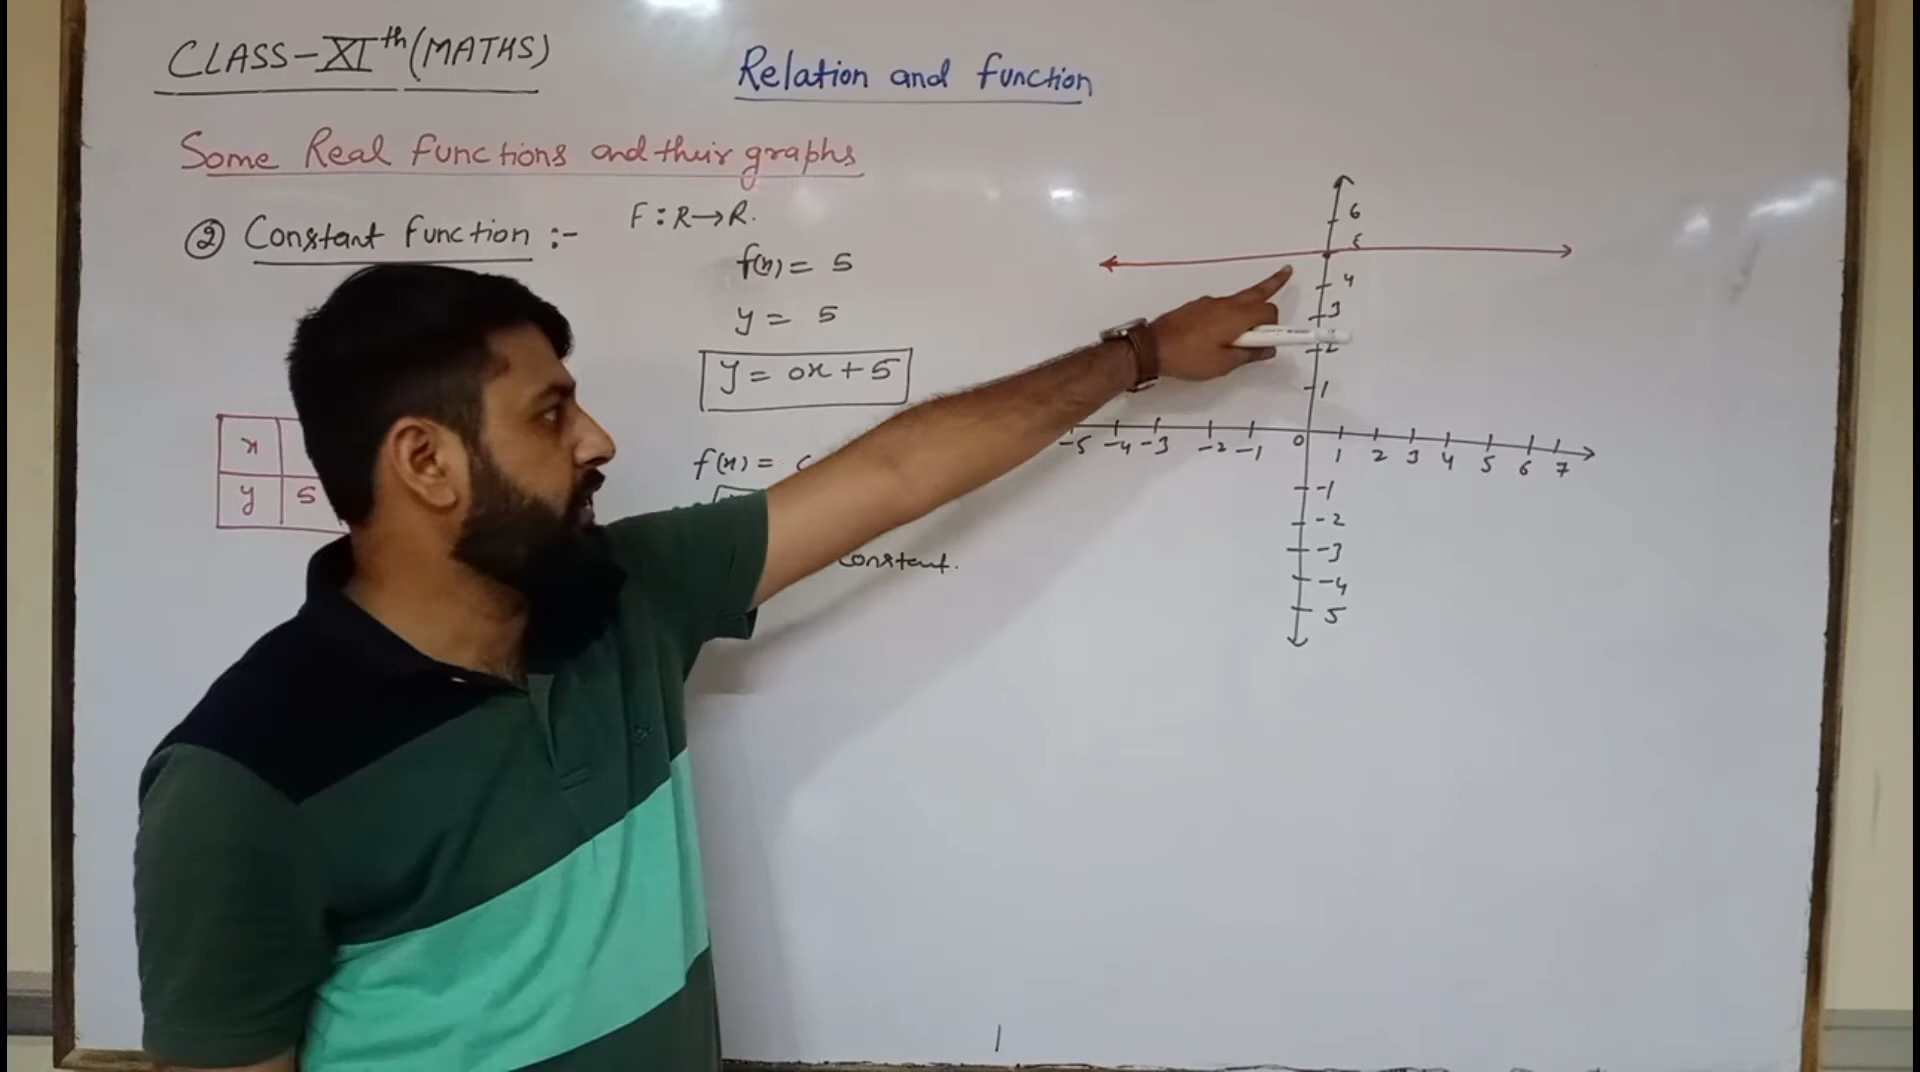 CLASS-XIth (MATHS)
Relation and function
Some Real functions and their graphs
② Constant function :-
F : R→R.
f(x) = 5
y = 5
y = 0x + 5
x
y 5
f(x) = c
constant.
6
5
4
3
2
1
-5 -4 -3 -2 -1 0 1 2 3 4 5 6 7
-1
-2
-3
-4
5